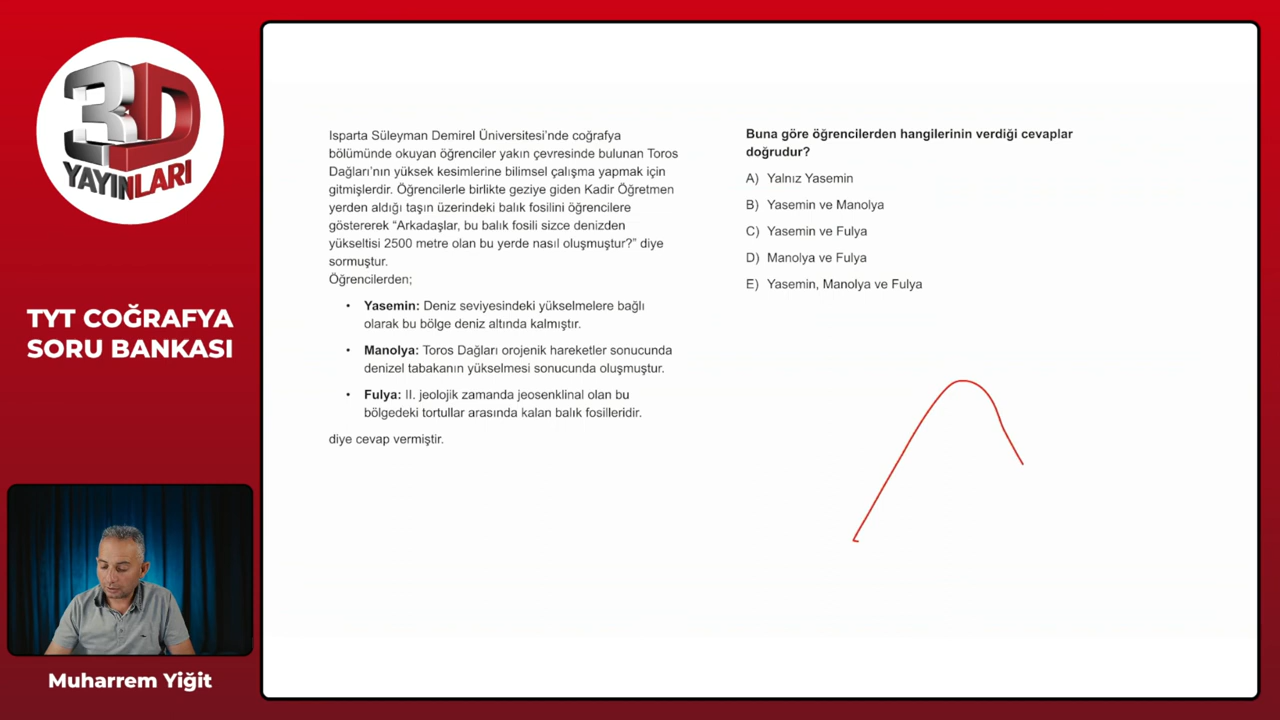 3D
YAYINLARI
TYT COĞRAFYA
SORU BANKASI
Muharrem Yiğit
Isparta Süleyman Demirel Üniversitesi'nde coğrafya
bölümünde okuyan öğrenciler yakın çevresinde bulunan Toros
Dağları'nın yüksek kesimlerine bilimsel çalışma yapmak için
gitmişlerdir. Öğrencilerle birlikte geziye giden Kadir Öğretmen
yerden aldığı taşın üzerindeki balık fosilini öğrencilere
göstererek "Arkadaşlar, bu balık fosili sizce denizden
yükseltisi 2500 metre olan bu yerde nasıl oluşmuştur?" diye
sormuştur.
Öğrencilerden;
• Yasemin: Deniz seviyesindeki yükselmelere bağlı
olarak bu bölge deniz altında kalmıştır.
• Manolya: Toros Dağları orojenik hareketler sonucunda
denizel tabakanın yükselmesi sonucunda oluşmuştur.
• Fulya: II. jeolojik zamanda jeosenklinal olan bu
bölgedeki tortullar arasında kalan balık fosilleridir.
diye cevap vermiştir.
Buna göre öğrencilerden hangilerinin verdiği cevaplar
doğrudur?
A) Yalnız Yasemin
B) Yasemin ve Manolya
C) Yasemin ve Fulya
D) Manolya ve Fulya
E) Yasemin, Manolya ve Fulya